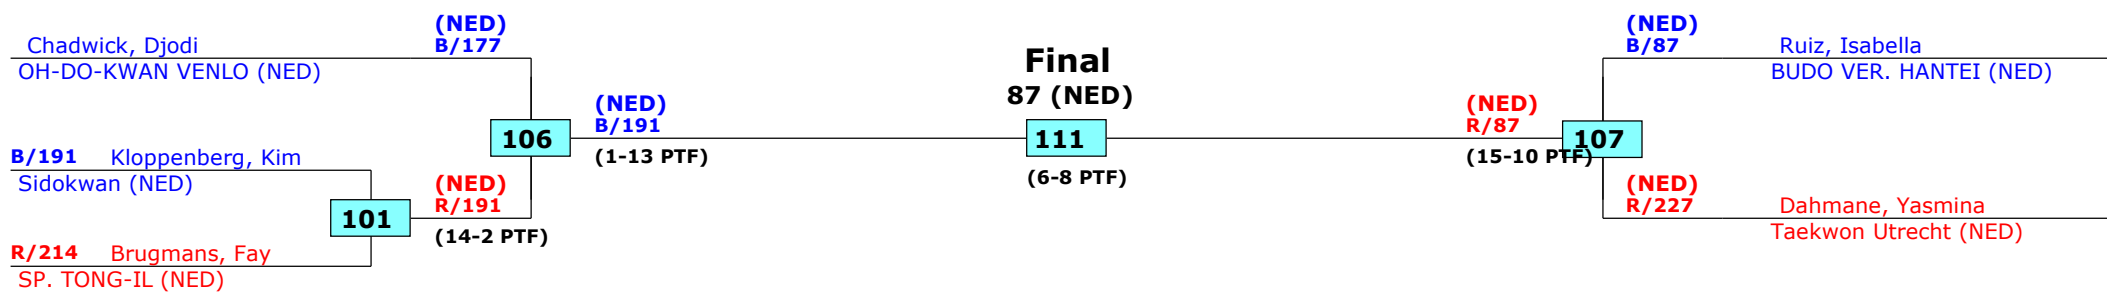 (NED)
B/177
Chadwick, Djodi
OH-DO-KWAN VENLO (NED)
B/191 Kloppenberg, Kim
Sidokwan (NED)
R/214 Brugmans, Fay
SP. TONG-IL (NED)
101
(NED)
R/191
(14-2 PTF)
106
(NED)
B/191
(1-13 PTF)
Final
87 (NED)
111
(6-8 PTF)
(NED)
R/87
(15-10 PTF)
107
(NED)
B/87
Ruiz, Isabella
BUDO VER. HANTEI (NED)
(NED)
R/227
Dahmane, Yasmina
Taekwon Utrecht (NED)